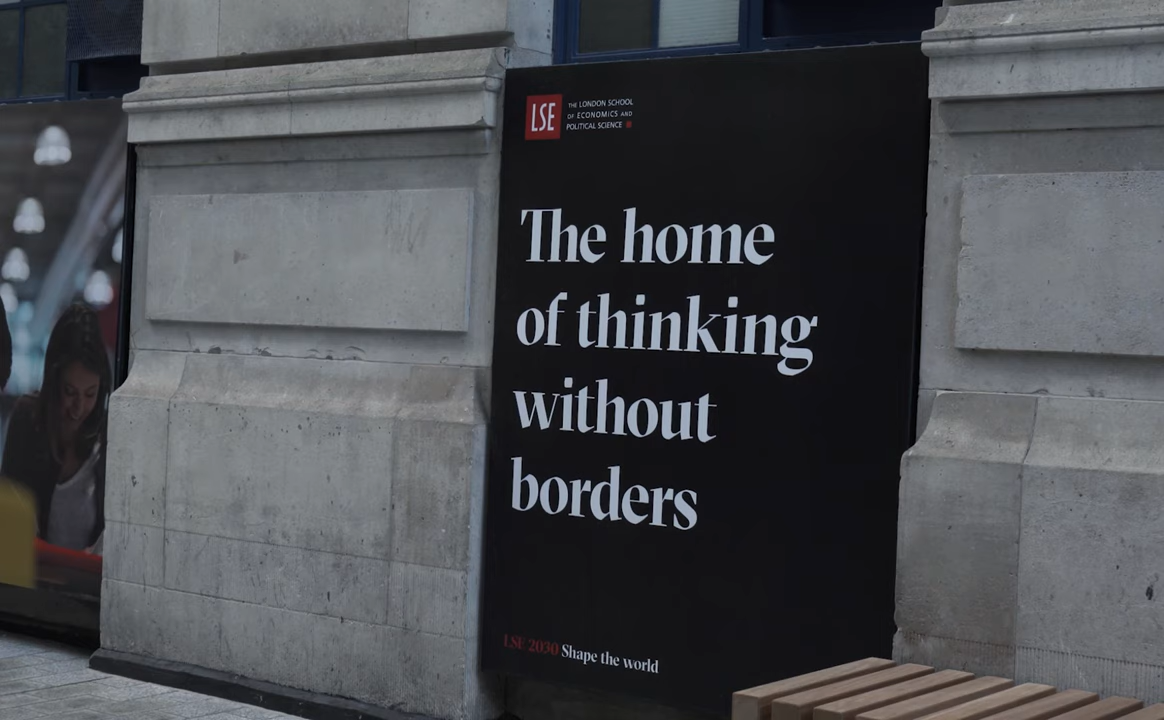 LSE
THE LONDON SCHOOL
OF ECONOMICS AND
POLITICAL SCIENCE
The home
of thinking
without
borders
LSE 2030 Shape the world